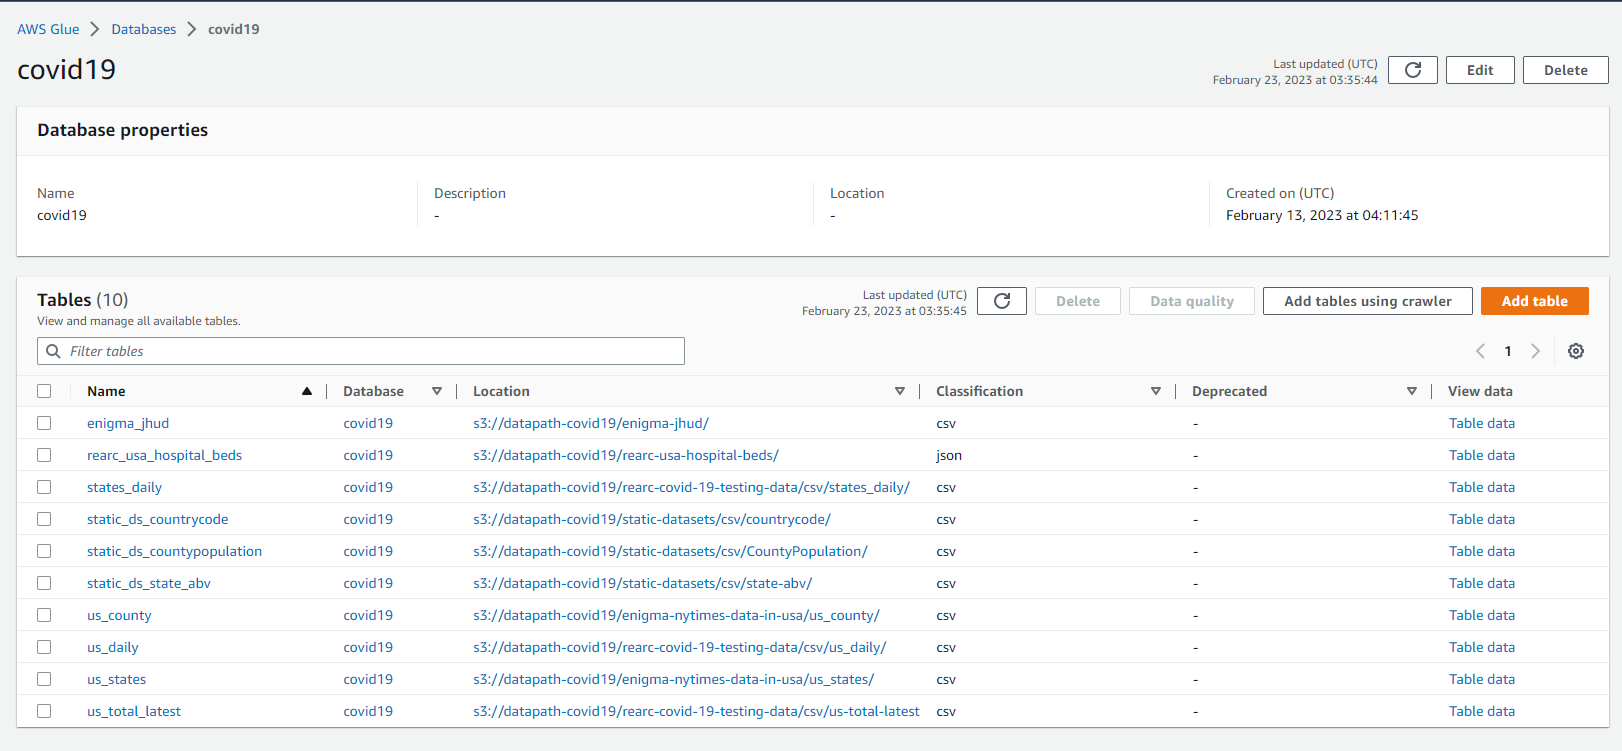 AWS Glue > Databases > covid19
covid19
Last updated (UTC)
February 23, 2023 at 03:35:44
Edit
Delete
Database properties
Name
covid19
Description
-
Location
-
Created on (UTC)
February 13, 2023 at 04:11:45
Tables (10)
View and manage all available tables.
Last updated (UTC)
February 23, 2023 at 03:35:45
Delete
Data quality
Add tables using crawler
Add table
Filter tables
1
Name Database Location Classification Deprecated View data
enigma_jhud covid19 s3://datapath-covid19/enigma-jhud/ csv - Table data
rearc_usa_hospital_beds covid19 s3://datapath-covid19/rearc-usa-hospital-beds/ json - Table data
states_daily covid19 s3://datapath-covid19/rearc-covid-19-testing-data/csv/states_daily/ csv - Table data
static_ds_countrycode covid19 s3://datapath-covid19/static-datasets/csv/countrycode/ csv - Table data
static_ds_countypopulation covid19 s3://datapath-covid19/static-datasets/csv/CountyPopulation/ csv - Table data
static_ds_state_abv covid19 s3://datapath-covid19/static-datasets/csv/state-abv/ csv - Table data
us_county covid19 s3://datapath-covid19/enigma-nytimes-data-in-usa/us_county/ csv - Table data
us_daily covid19 s3://datapath-covid19/rearc-covid-19-testing-data/csv/us_daily/ csv - Table data
us_states covid19 s3://datapath-covid19/enigma-nytimes-data-in-usa/us_states/ csv - Table data
us_total_latest covid19 s3://datapath-covid19/rearc-covid-19-testing-data/csv/us-total-latest csv - Table data